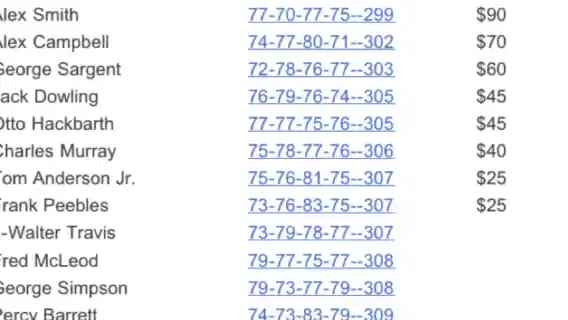 Alex Smith 77-70-77-75--299 $90
Alex Campbell 74-77-80-71--302 $70
George Sargent 72-78-76-77--303 $60
ack Dowling 76-79-76-74--305 $45
Otto Hackbarth 77-77-75-76--305 $45
Charles Murray 75-78-77-76--306 $40
Tom Anderson Jr. 75-76-81-75--307 $25
Frank Peebles 73-76-83-75--307 $25
-Walter Travis 73-79-78-77--307
Fred McLeod 79-77-75-77--308
George Simpson 79-73-77-79--308
Percy Barrett 74-73-83-79--309